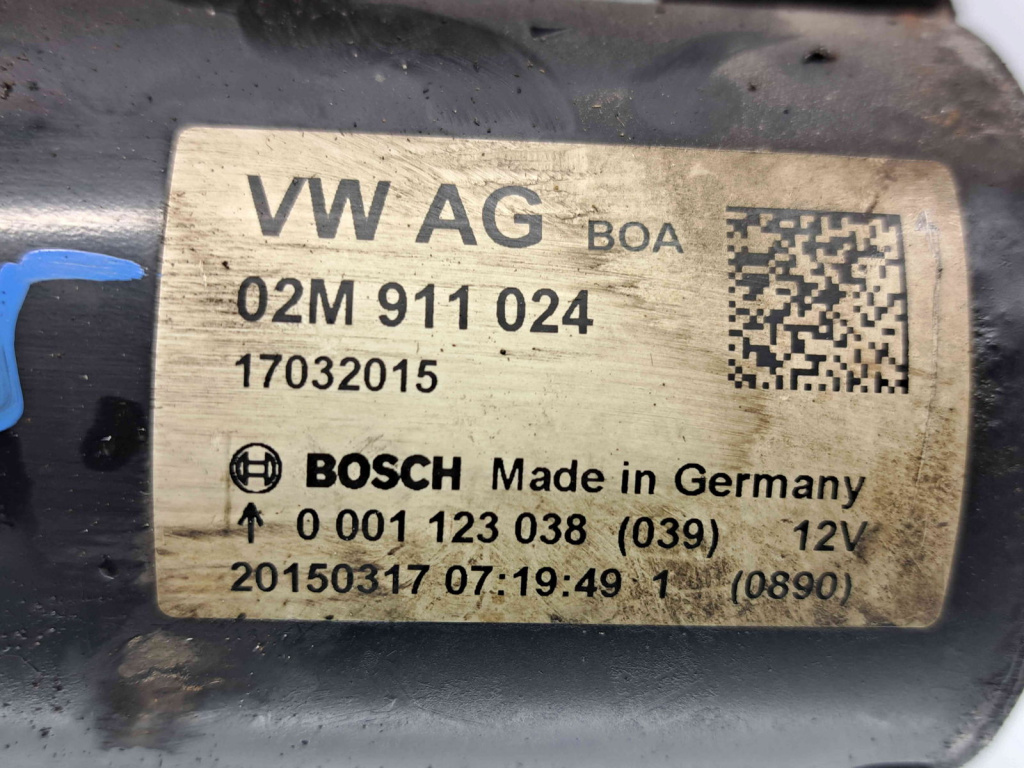 VW AG BOA
02M 911 024
17032015
BOSCH Made in Germany
0 001 123 038 (039) 12V
20150317 07:19:49 1 (0890)